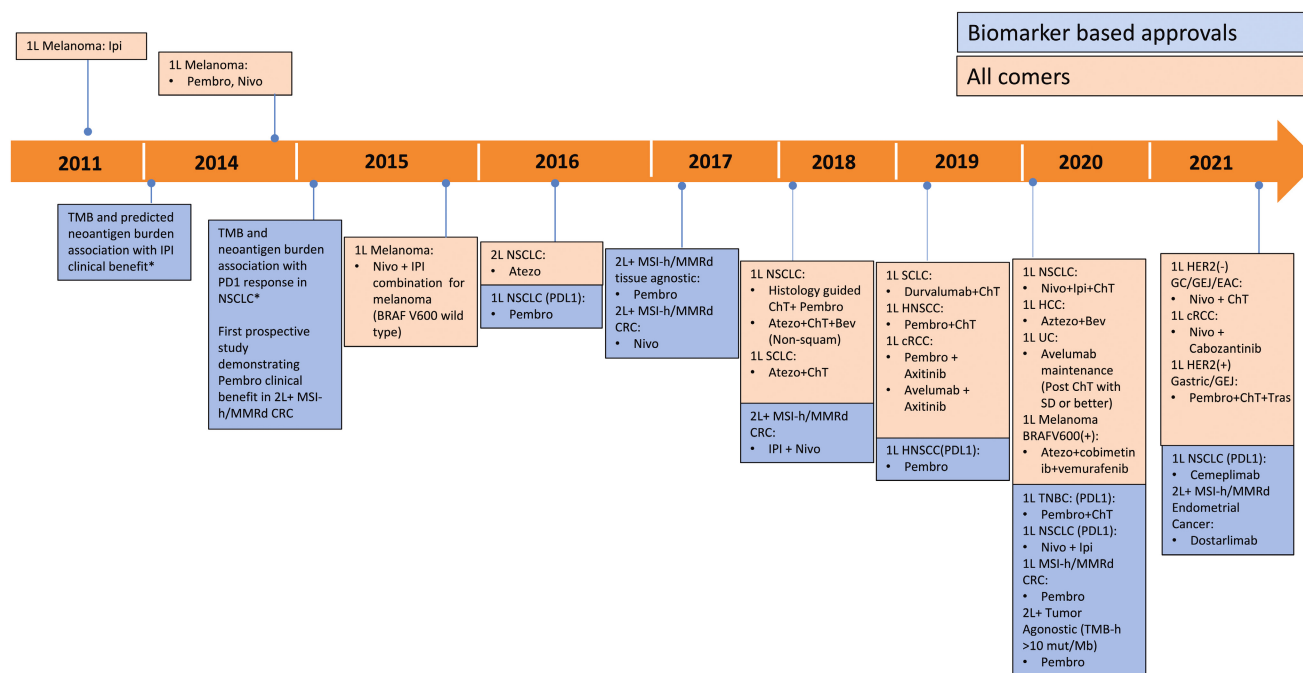 Biomarker based approvals
All comers
1L Melanoma: Ipi
1L Melanoma:
• Pembro, Nivo
2011
2014
2015
2016
2017
2018
2019
2020
2021
TMB and predicted
neoantigen burden
association with IPI
clinical benefit*
TMB and
neoantigen burden
association with
PD1 response in
NSCLC*
First prospective
study
demonstrating
Pembro clinical
benefit in 2L+ MSI-
h/MMRd CRC
1L Melanoma:
• Nivo + IPI
combination for
melanoma
(BRAF V600 wild
type)
2L NSCLC:
• Atezo
1L NSCLC (PDL1):
• Pembro
2L+ MSI-h/MMRd
tissue agnostic:
• Pembro
2L+ MSI-h/MMRd
CRC:
• Nivo
1L NSCLC:
• Histology guided
ChT+ Pembro
• Atezo+ChT+Bev
(Non-squam)
1L SCLC:
• Atezo+ChT
2L+ MSI-h/MMRd
CRC:
• IPI + Nivo
1L SCLC:
• Durvalumab+ChT
1L HNSCC:
• Pembro+ChT
1L cRCC:
• Pembro +
Axitinib
• Avelumab +
Axitinib
1L HNSCC(PDL1):
• Pembro
1L NSCLC:
• Nivo+Ipi+ChT
1L HCC:
• Aztezo+Bev
1L UC:
• Avelumab
maintenance
(Post ChT with
SD or better)
1L Melanoma
BRAFV600(+):
• Atezo+cobimetin
ib+vemurafenib
1L TNBC: (PDL1):
• Pembro+ChT
1L NSCLC (PDL1):
• Nivo + Ipi
1L MSI-h/MMRd
CRC:
• Pembro
2L+ Tumor
Agonostic (TMB-h
>10 mut/Mb)
• Pembro
1L HER2(-)
GC/GEJ/EAC:
• Nivo + ChT
1L cRCC:
• Nivo +
Cabozantinib
1L HER2(+)
Gastric/GEJ:
• Pembro+ChT+Tras
1L NSCLC (PDL1):
• Cemeplimab
2L+ MSI-h/MMRd
Endometrial
Cancer:
• Dostarlimab